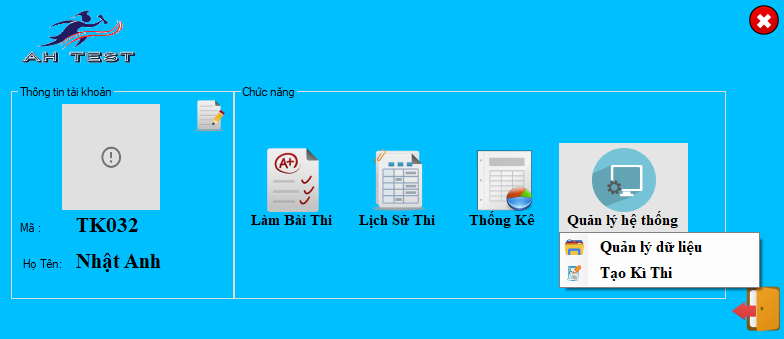 AH TEST
Thông tin tài khoản
Mã :
TK032
Họ Tên:
Nhật Anh
Chức năng
A+
Làm Bài Thi
Lịch Sử Thi
Thống Kê
Quản lý hệ thống
Quản lý dữ liệu
Tạo Kì Thi